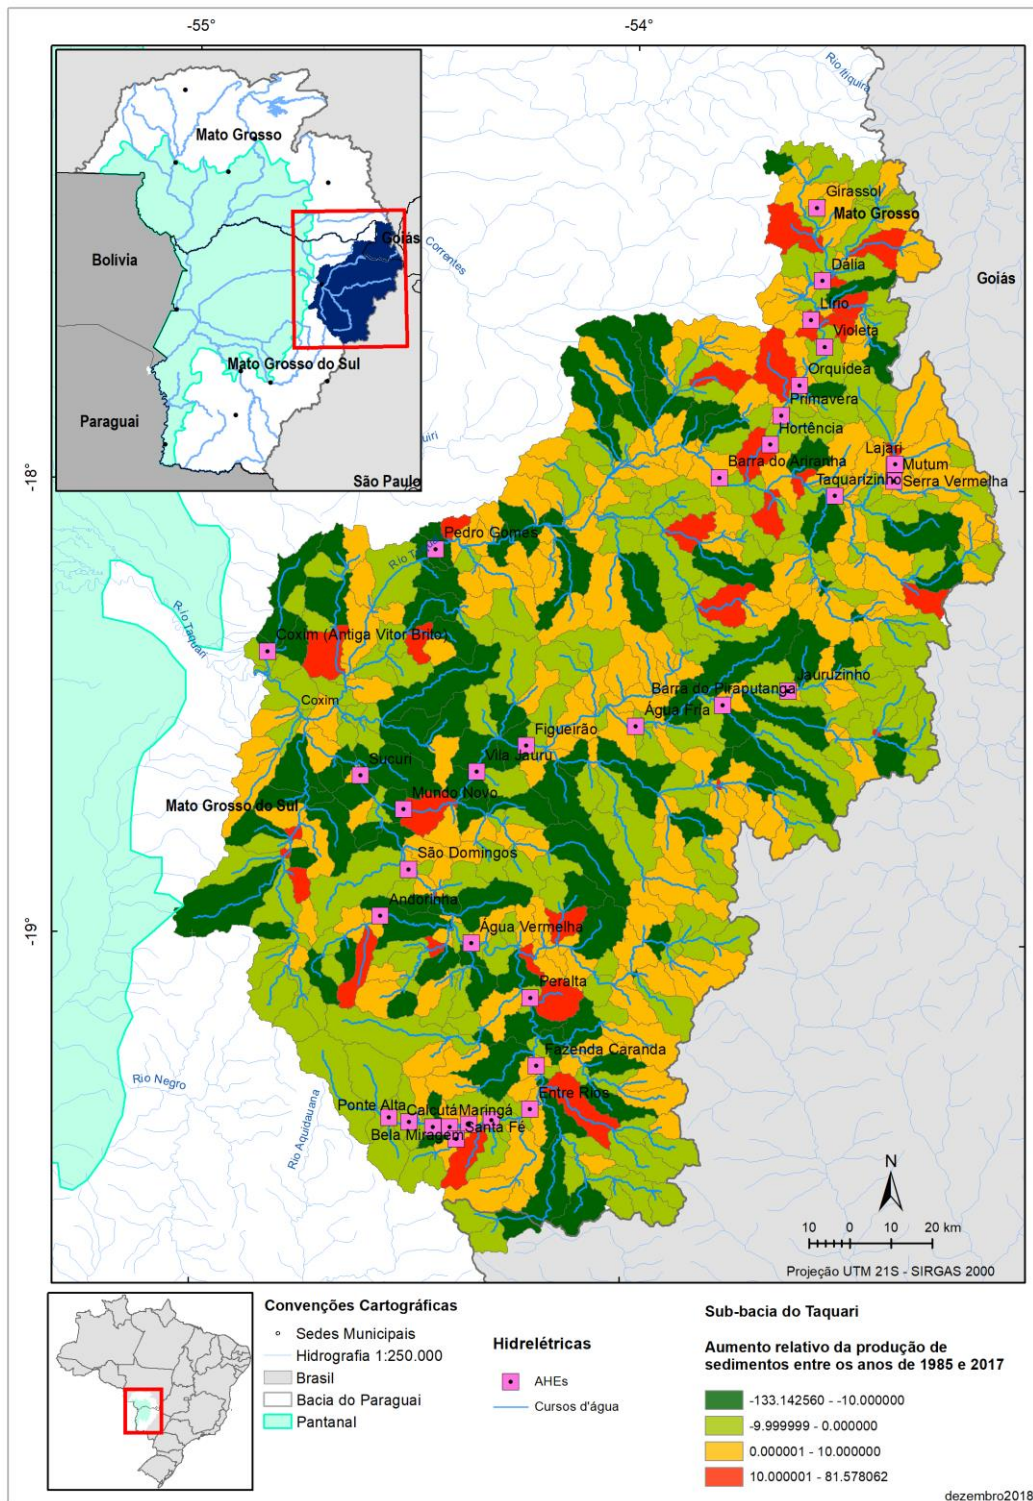 -55°
-54°
Rio Itiquira
Mato Grosso
Goiás
Correntes
Bolivia
Mato Grosso do Sul
Paraguai
São Paulo
Girassol
Mato Grosso
Goiás
Dália
Lírio
Violeta
Orquídea
Primavera
Hortência
Lajari
-18°
Barra do Ariranha
Mutum
Taquarizinho
Serra Vermelha
Pedro Gomes
Rio Taquari
Coxim (Antiga Vitor Brito)
Jauruzinho
Barra do Piraputanga
Coxim
Água Fria
Figueirão
Vila Jauru
Sucuri
Mato Grosso do Sul
Mundo Novo
São Domingos
Andorinha
-19°
Água Vermelha
Peralta
Fazenda Caranda
Rio Negro
Entre Rios
Ponte Alta
Calcutá
Maringá
Rio Aquidauana
Bela Miragem
Santa Fé
N
10 0 10 20 km
Projeção UTM 21S - SIRGAS 2000
Convenções Cartográficas
Sedes Municipais
Hidrografia 1:250.000
Brasil
Bacia do Paraguai
Pantanal
Hidrelétricas
AHEs
Cursos d'água
Sub-bacia do Taquari
Aumento relativo da produção de
sedimentos entre os anos de 1985 e 2017
-133.142560 - -10.000000
-9.999999 - 0.000000
0.000001 - 10.000000
10.000001 - 81.578062
dezembro2018